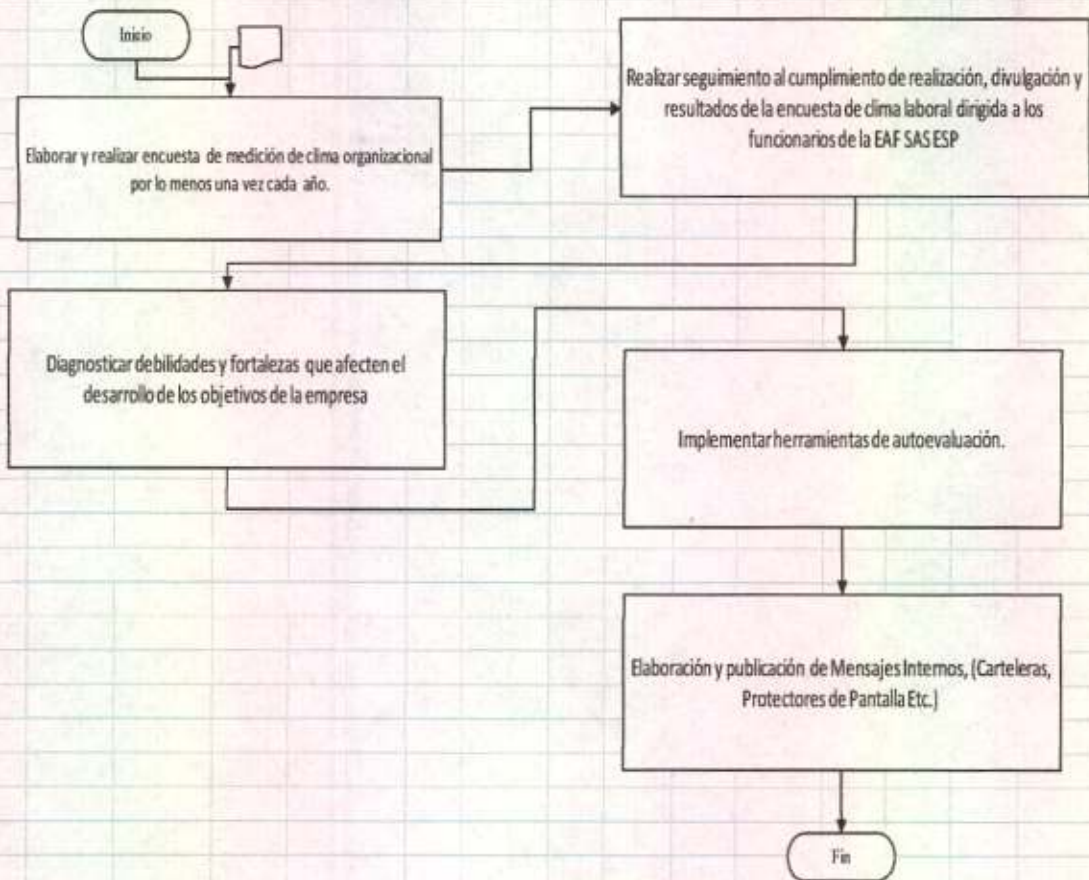 Inicio
Elaborar y realizar encuesta de medición de clima organizacional
por lo menos una vez cada año.
Realizar seguimiento al cumplimiento de realización, divulgación y
resultados de la encuesta de clima laboral dirigida a los
funcionarios de la EAF SAS ESP
Diagnosticar debilidades y fortalezas que afecten el
desarrollo de los objetivos de la empresa
Implementar herramientas de autoevaluación.
Elaboración y publicación de Mensajes Internos, (Carteleras,
Protectores de Pantalla Etc.)
Fin